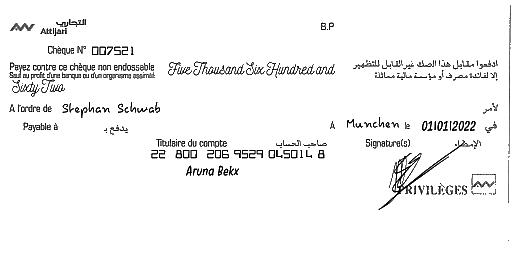 التجاري
Attijari
B.P
Chèque N° 007521
Payez contre ce chèque non endossable
Sauf au profit d'une banque ou d'un organisme assimilé
Five Thousand Six Hundred and
ادفعوا مقابل هذا الصك غير القابل للتظهير
إلا لفائدة مصرف أو مؤسسة مالية مماثلة
Sixty Two
A l'ordre de Stephan Schwab
لأمر
Payable à
يدفع بـ
A Munchen le 01/01/2022 في
Titulaire du compte صاحب الحساب
Signature(s) الإمضاء
22 800 206 9529 045014 8
Aruna Bekx
PRIVILÈGES